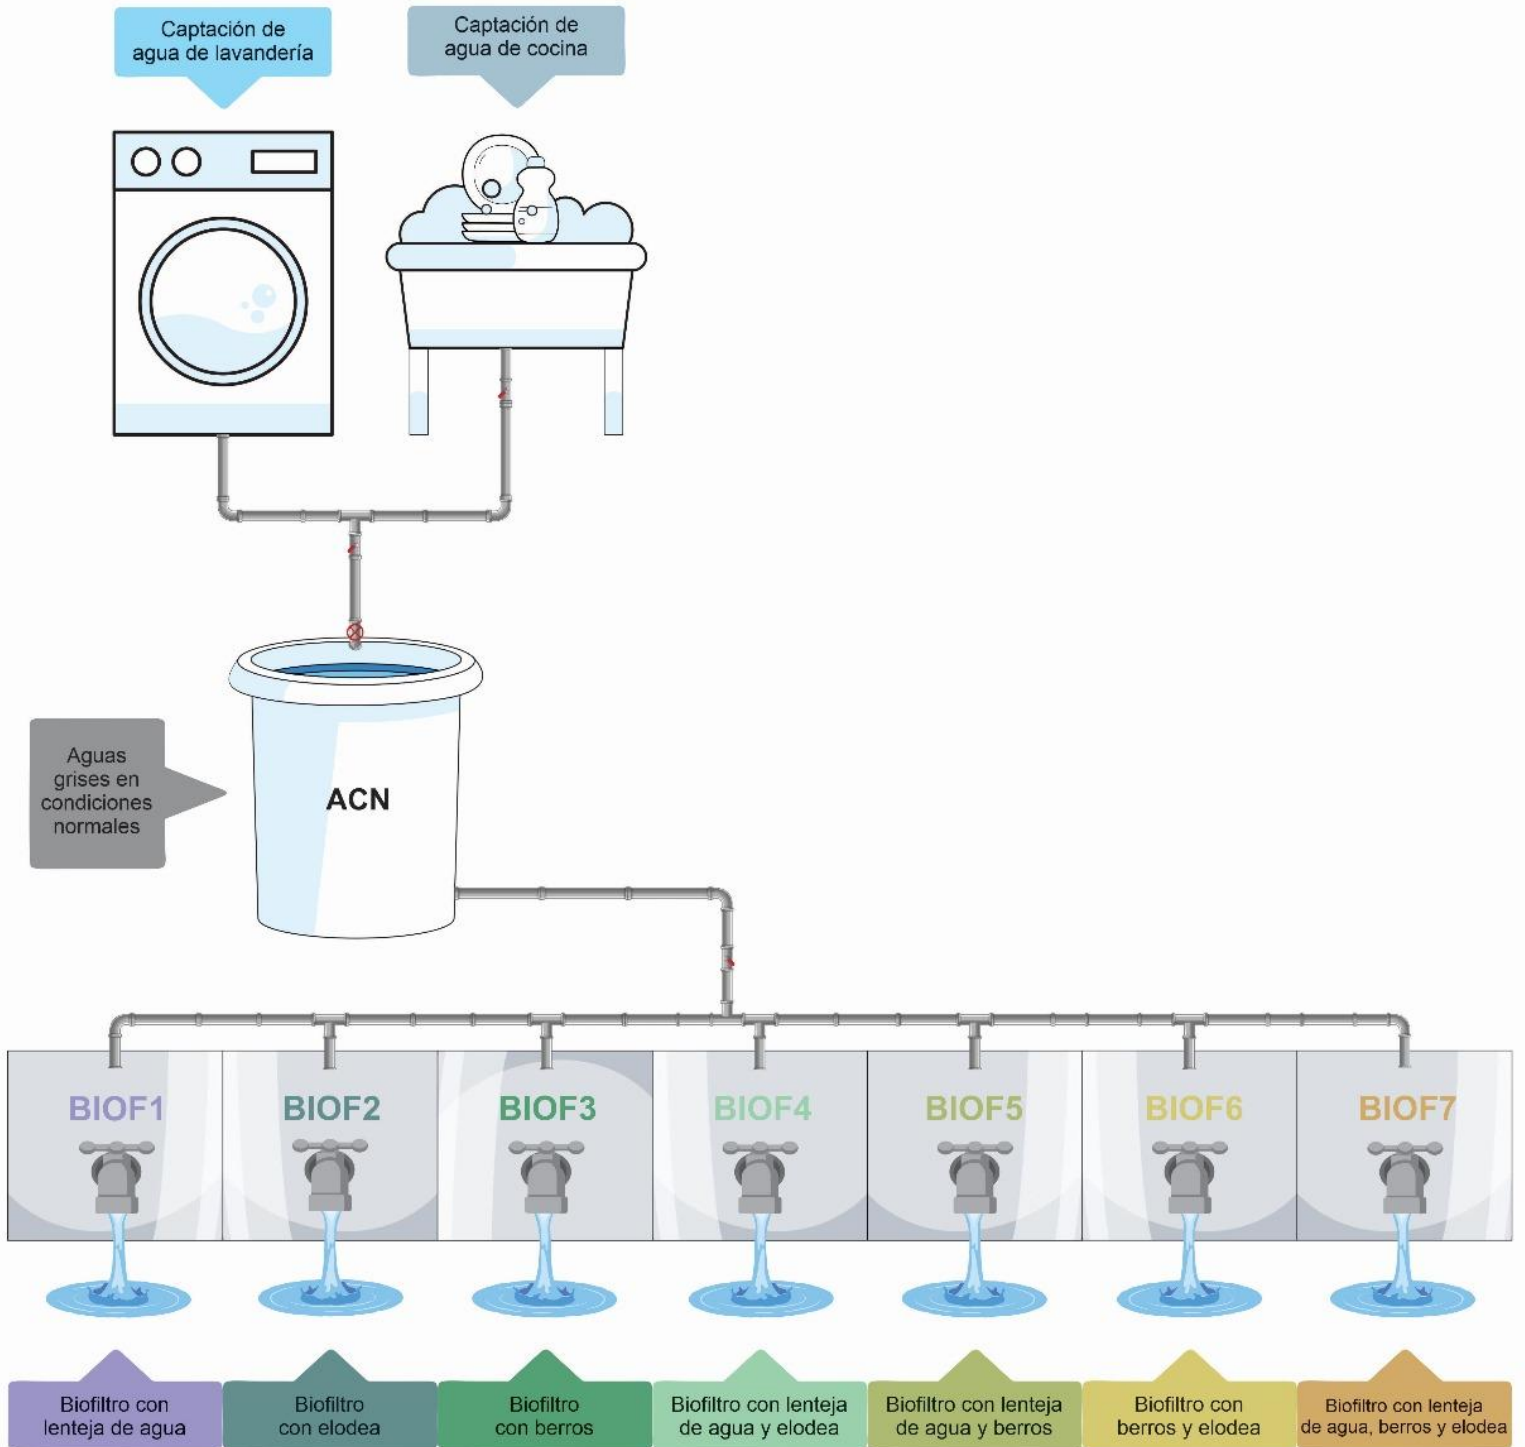 Captación de
agua de lavandería
Captación de
agua de cocina
Aguas
grises en
condiciones
normales
ACN
BIOF1
BIOF2
BIOF3
BIOF4
BIOF5
BIOF6
BIOF7
Biofiltro con
lenteja de agua
Biofiltro
con elodea
Biofiltro
con berros
Biofiltro con lenteja
de agua y elodea
Biofiltro con lenteja
de agua y berros
Biofiltro con
berros y elodea
Biofiltro con lenteja
de agua, berros y elodea